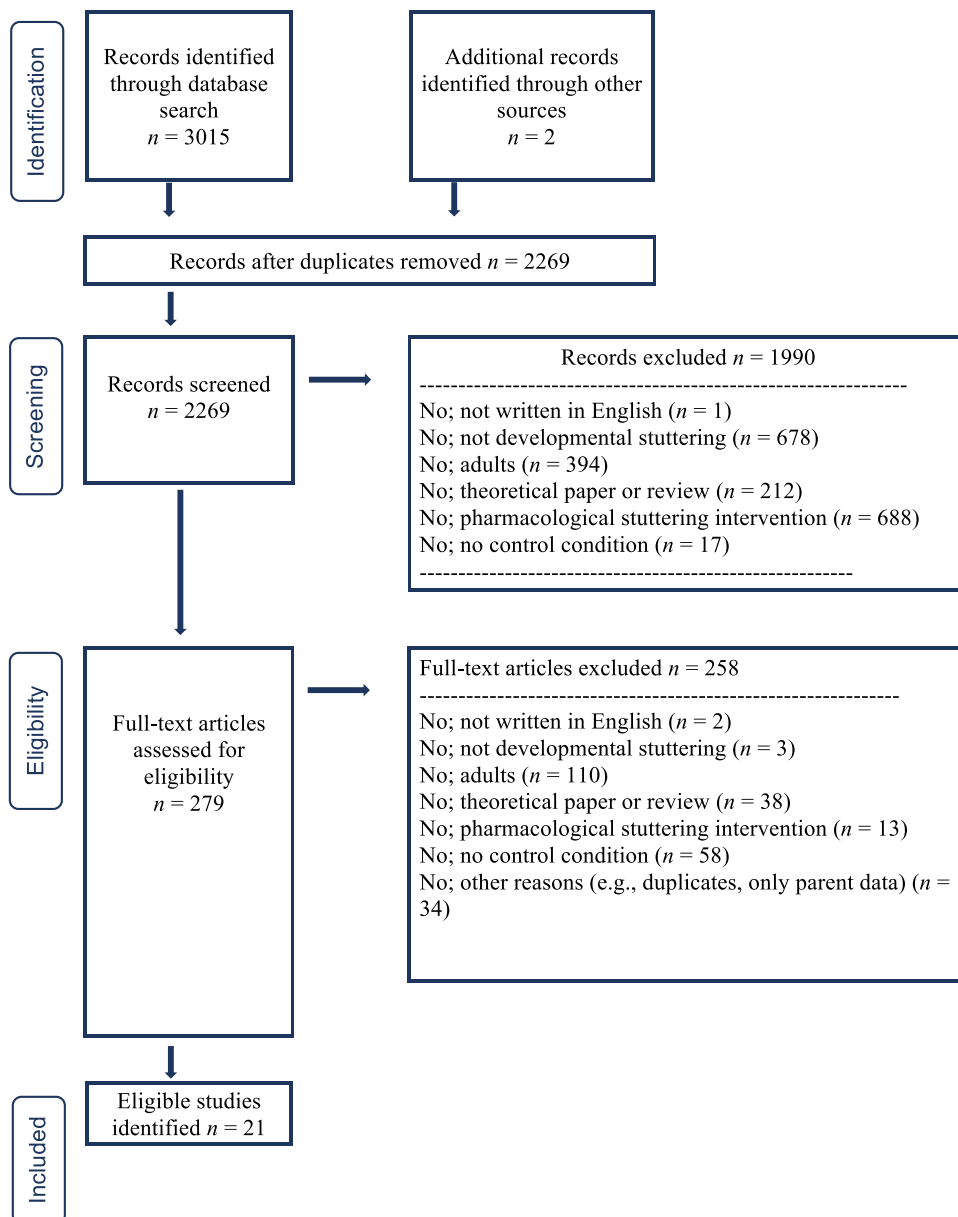 Identification
Records identified
through database
search
n = 3015
Additional records
identified through other
sources
n = 2
Records after duplicates removed n = 2269
Screening
Records screened
n = 2269
Records excluded n = 1990
---------------------------------------------------------------
No; not written in English (n = 1)
No; not developmental stuttering (n = 678)
No; adults (n = 394)
No; theoretical paper or review (n = 212)
No; pharmacological stuttering intervention (n = 688)
No; no control condition (n = 17)
--------------------------------------------------------
Eligibility
Full-text articles
assessed for
eligibility
n = 279
Full-text articles excluded n = 258
--------------------------------------------------------------
No; not written in English (n = 2)
No; not developmental stuttering (n = 3)
No; adults (n = 110)
No; theoretical paper or review (n = 38)
No; pharmacological stuttering intervention (n = 13)
No; no control condition (n = 58)
No; other reasons (e.g., duplicates, only parent data) (n =
34)
Included
Eligible studies
identified n = 21